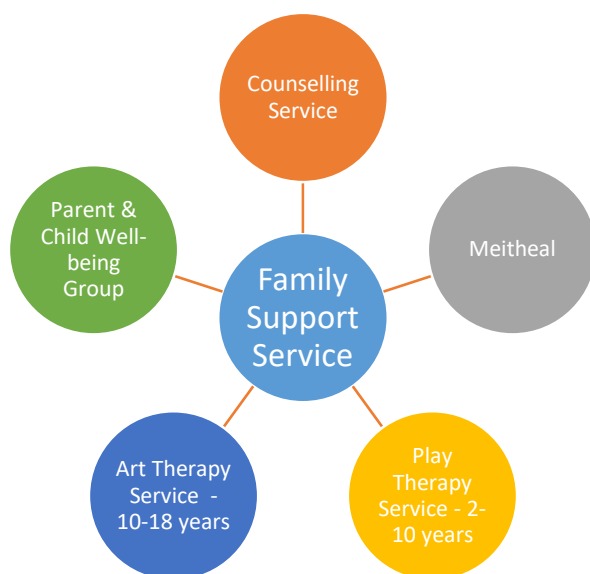 Counselling
Service
Parent &
Child Well-
being
Group
Meitheal
Family
Support
Service
Art Therapy
Service  -
10-18 years
Play
Therapy
Service - 2-
10 years